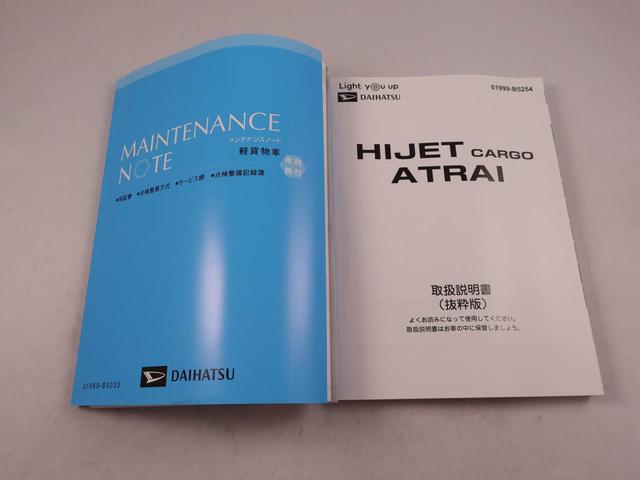 MAINTENANCE
NOTE
メンテナンスノート
軽貨物車
常時
携行
●保証書 ●点検整備方式 ●サービス網 ●点検整備記録簿
DAIHATSU
01989-B5033
Light you up
DAIHATSU
01999-B5254
HIJET CARGO
ATRAI
取扱説明書
（抜粋版）
よくお読みになって使用してください。
取扱説明書はお車の中に保管しましょう。